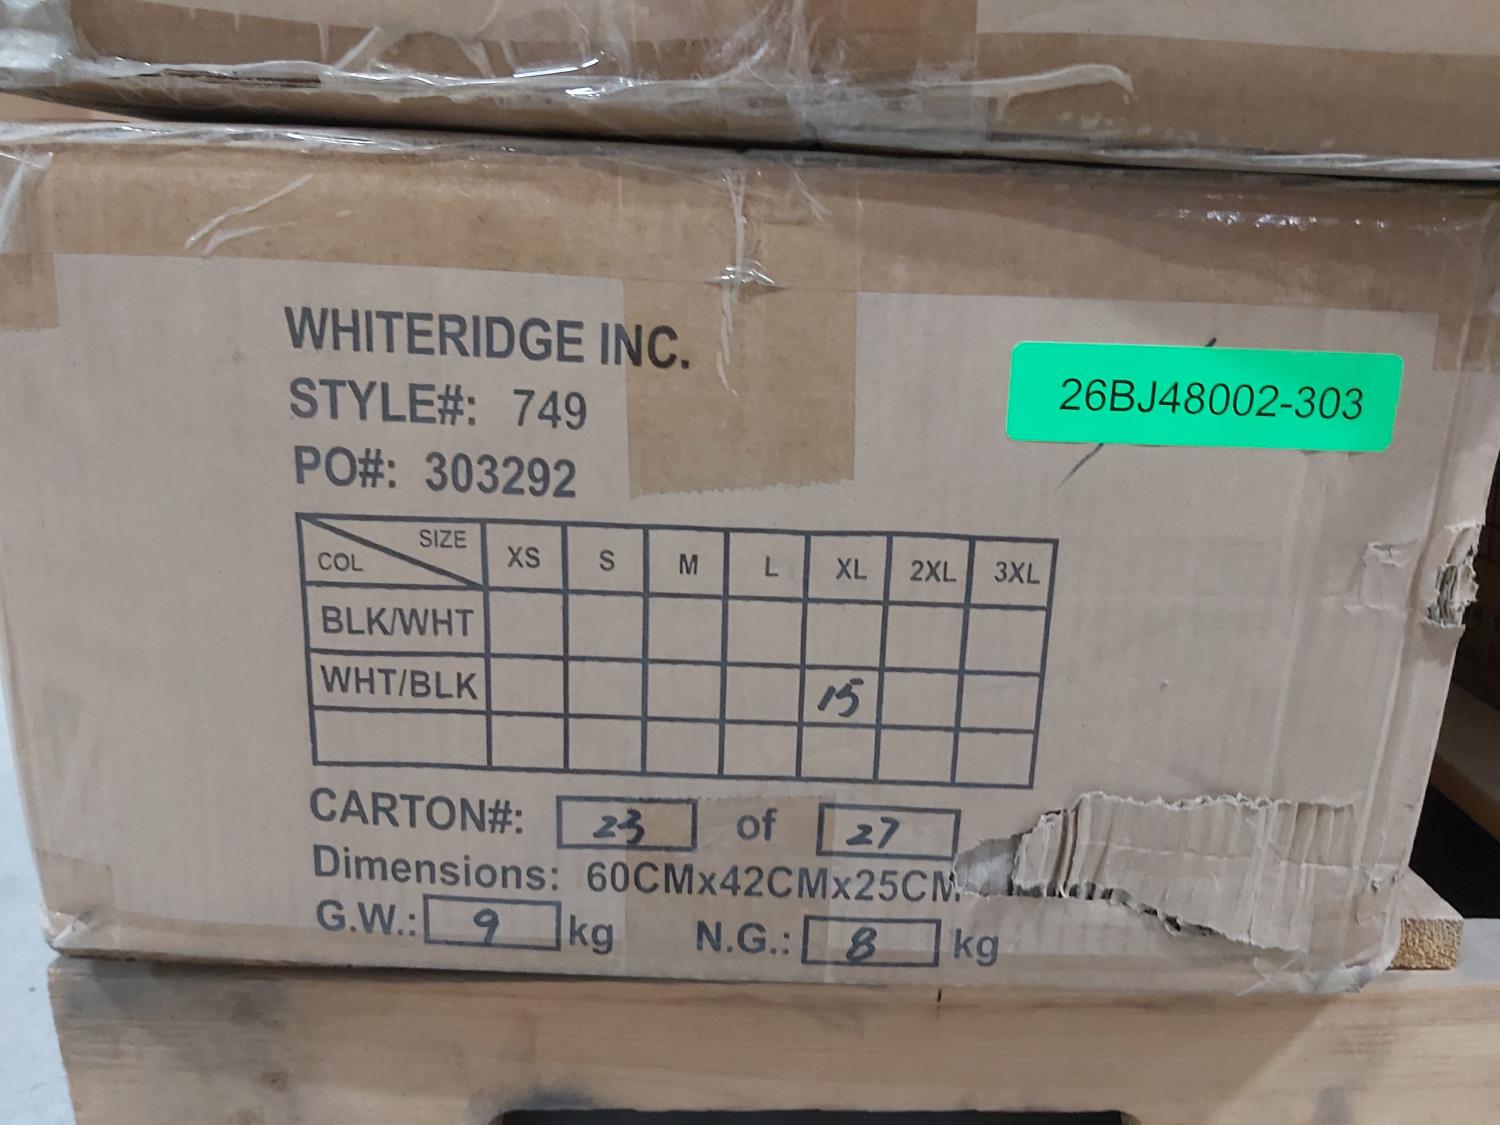 WHITERIDGE INC.
STYLE#: 749
PO#: 303292
26BJ48002-303
COL SIZE XS S M L XL 2XL 3XL
BLK/WHT
WHT/BLK 15
CARTON#: 23 of 27
Dimensions: 60CMx42CMx25CM
G.W.: 9 kg N.G.: 8 kg